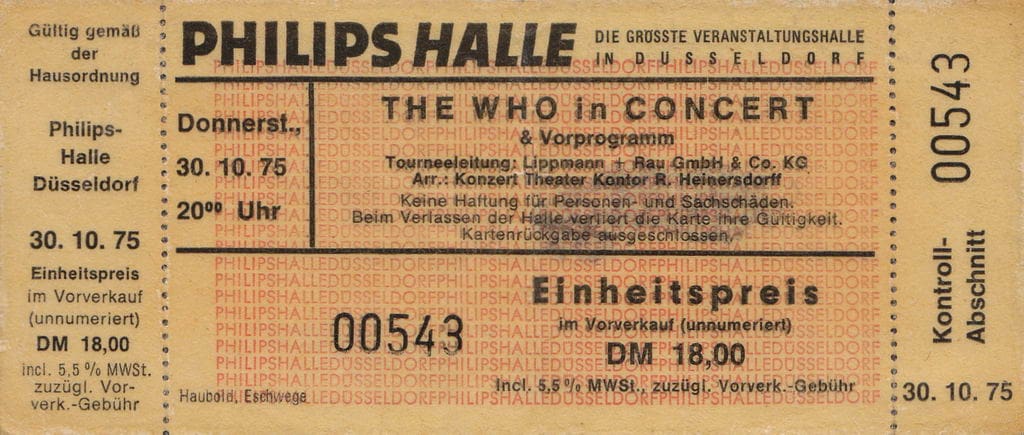 Gültig gemäß
der
Hausordnung
Philips-
Halle
Düsseldorf
30. 10. 75
Einheitspreis
im Vorverkauf
(unnumeriert)
DM 18,00
incl. 5,5 % MWSt.
zuzügl. Vor-
verk.-Gebühr
PHILIPS HALLE
DIE GRÖSSTE VERANSTALTUNGSHALLE
IN DÜSSELDORF
Donnerst.,
30. 10. 75
20⁰⁰ Uhr
THE WHO in CONCERT
& Vorprogramm
Tourneeleitung: Lippmann + Rau GmbH & Co. KG
Arr.: Konzert Theater Kontor R. Heinersdorff
Keine Haftung für Personen- und Sachschäden.
Beim Verlassen der Halle verliert die Karte ihre Gültigkeit.
Kartenrückgabe ausgeschlossen.
00543
Einheitspreis
im Vorverkauf (unnumeriert)
DM 18,00
Incl. 5,5 % MWSt., zuzügl. Vorverk.-Gebühr
Haubold, Eschwege
00543
Kontroll-
Abschnitt
30. 10. 75